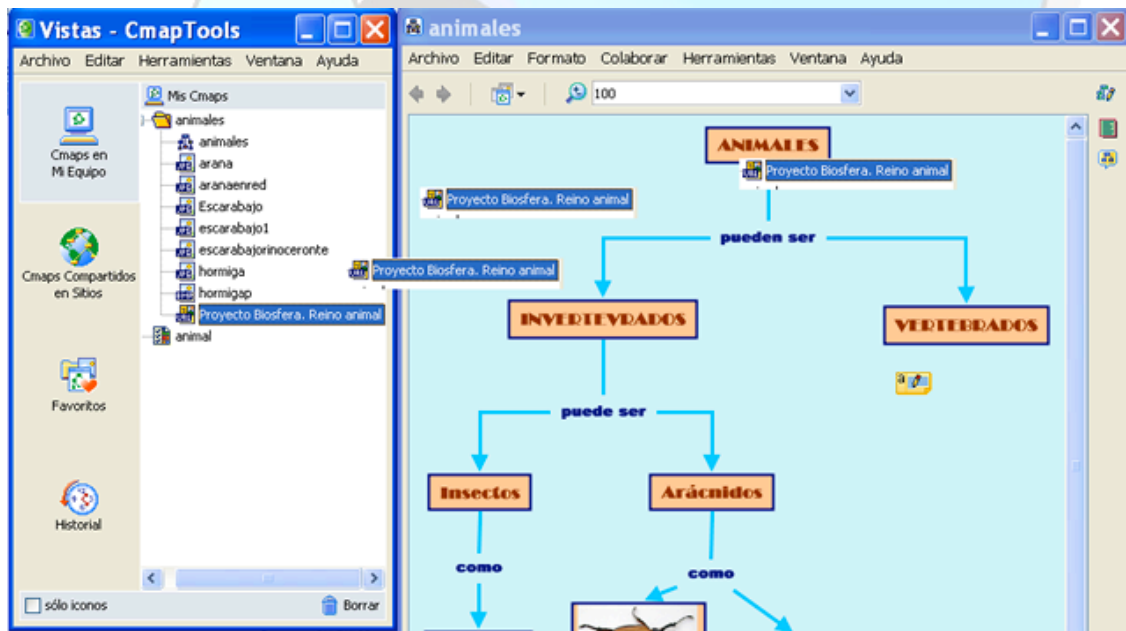 Vistas - CmapTools
Archivo Editar Herramientas Ventana Ayuda
Cmaps en
Mi Equipo
Cmaps Compartidos
en Sitios
Favoritos
Historial
Mis Cmaps
animales
animales
arana
aranaenred
Escarabajo
escarabajo1
escarabajorinoceronte
hormiga
hormigap
Proyecto Biosfera. Reino animal
animal
sólo iconos
Borrar
Proyecto Biosfera. Reino animal
animales
Archivo Editar Formato Colaborar Herramientas Ventana Ayuda
100
ANIMALES
Proyecto Biosfera. Reino animal
Proyecto Biosfera. Reino animal
pueden ser
INVERTEVRADOS
VERTEBRADOS
a
puede ser
Insectos
Arácnidos
como
como